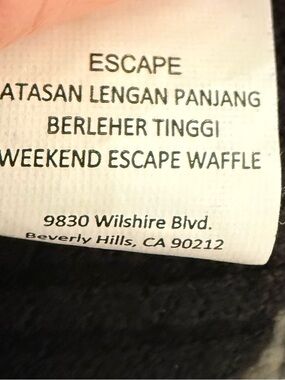 ESCAPE
ATASAN LENGAN PANJANG
BERLEHER TINGGI
WEEKEND ESCAPE WAFFLE
9830 Wilshire Blvd.
Beverly Hills, CA 90212